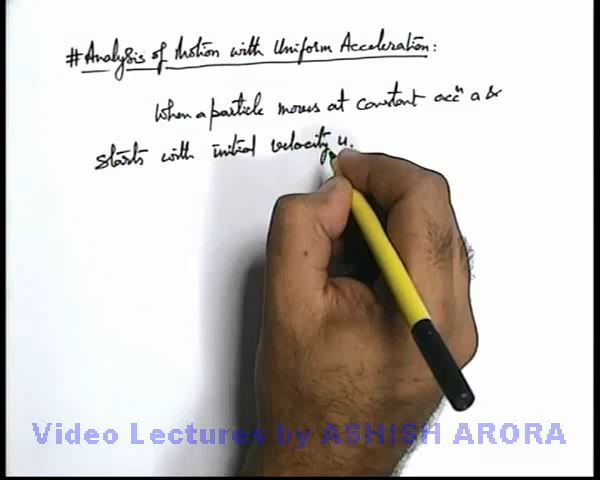 # Analysis of Motion with Uniform Acceleration :
When a particle moves at constant accⁿ a &
starts with initial velocity u.
Video Lectures by ASHISH ARORA